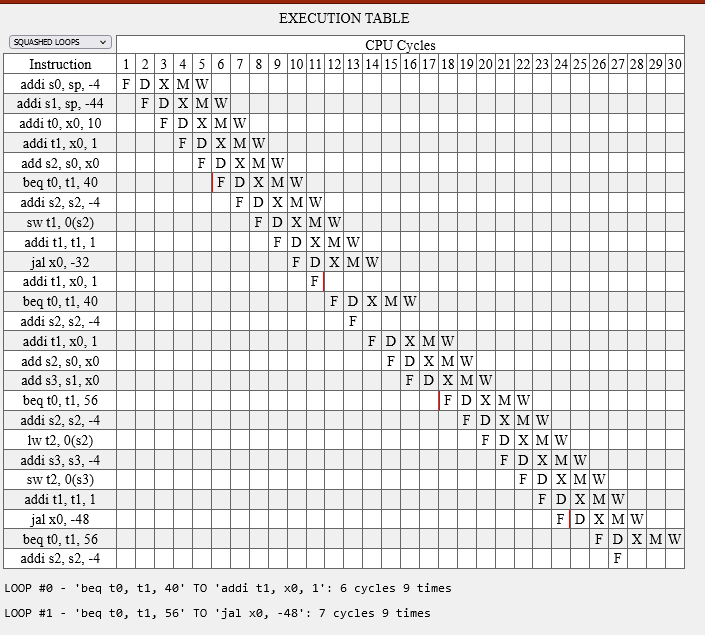 EXECUTION TABLE
SQUASHED LOOPS
CPU Cycles
Instruction 1 2 3 4 5 6 7 8 9 10 11 12 13 14 15 16 17 18 19 20 21 22 23 24 25 26 27 28 29 30
addi s0, sp, -4 F D X M W
addi s1, sp, -44 F D X M W
addi t0, x0, 10 F D X M W
addi t1, x0, 1 F D X M W
add s2, s0, x0 F D X M W
beq t0, t1, 40 F D X M W
addi s2, s2, -4 F D X M W
sw t1, 0(s2) F D X M W
addi t1, t1, 1 F D X M W
jal x0, -32 F D X M W
addi t1, x0, 1 F
beq t0, t1, 40 F D X M W
addi s2, s2, -4 F
addi t1, x0, 1 F D X M W
add s2, s0, x0 F D X M W
add s3, s1, x0 F D X M W
beq t0, t1, 56 F D X M W
addi s2, s2, -4 F D X M W
lw t2, 0(s2) F D X M W
addi s3, s3, -4 F D X M W
sw t2, 0(s3) F D X M W
addi t1, t1, 1 F D X M W
jal x0, -48 F D X M W
beq t0, t1, 56 F D X M W
addi s2, s2, -4 F
LOOP #0 - 'beq t0, t1, 40' TO 'addi t1, x0, 1': 6 cycles 9 times
LOOP #1 - 'beq t0, t1, 56' TO 'jal x0, -48': 7 cycles 9 times